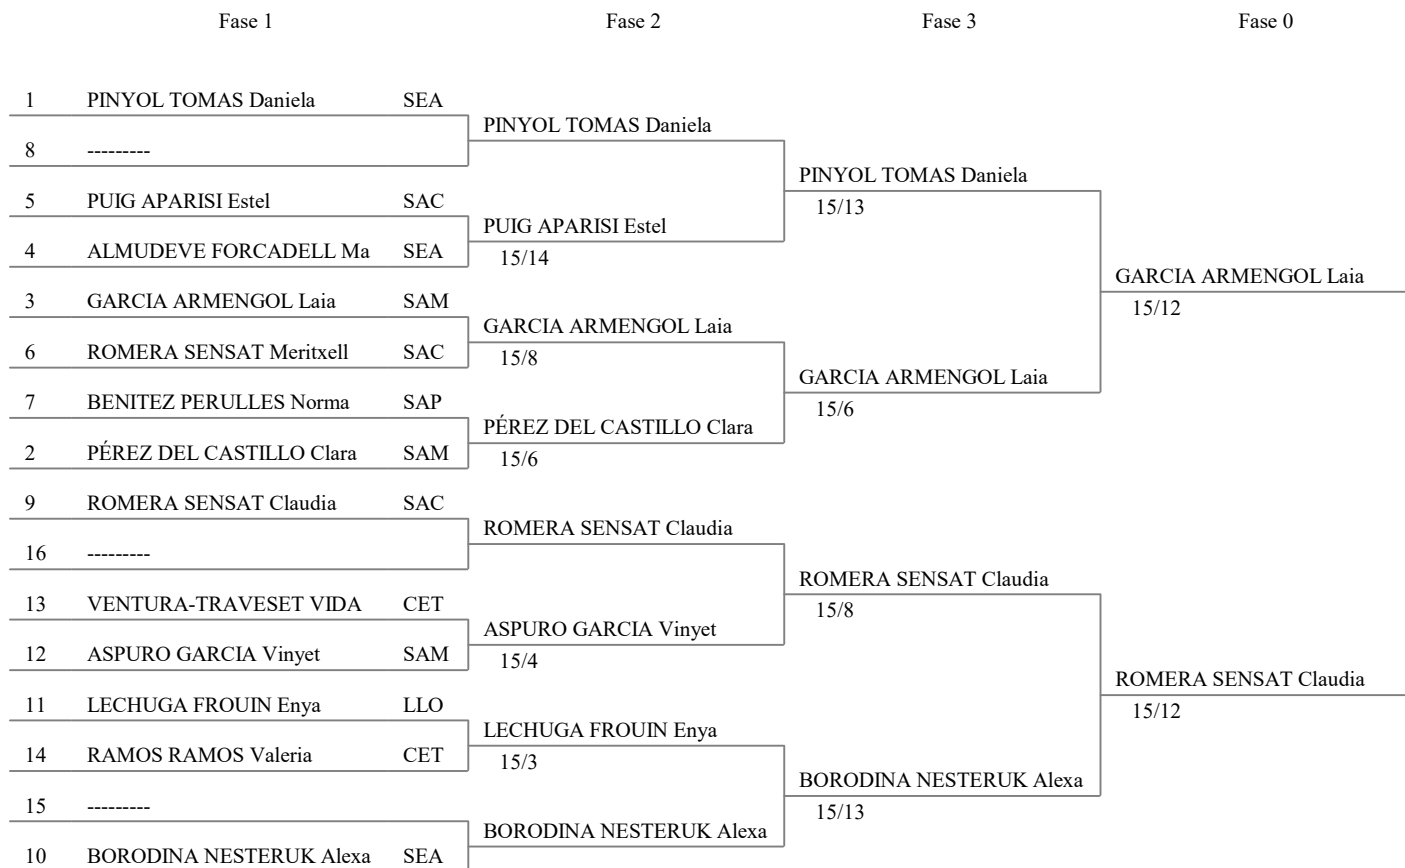 Fase 1 Fase 2 Fase 3 Fase 0
1 PINYOL TOMAS Daniela SEA
PINYOL TOMAS Daniela
8 ---------
PINYOL TOMAS Daniela
15/13
5 PUIG APARISI Estel SAC
PUIG APARISI Estel
15/14
4 ALMUDEVE FORCADELL Ma SEA
GARCIA ARMENGOL Laia
15/12
3 GARCIA ARMENGOL Laia SAM
GARCIA ARMENGOL Laia
15/8
6 ROMERA SENSAT Meritxell SAC
GARCIA ARMENGOL Laia
15/6
7 BENITEZ PERULLES Norma SAP
PÉREZ DEL CASTILLO Clara
15/6
2 PÉREZ DEL CASTILLO Clara SAM
9 ROMERA SENSAT Claudia SAC
ROMERA SENSAT Claudia
16 ---------
ROMERA SENSAT Claudia
15/8
13 VENTURA-TRAVESET VIDA CET
ASPURO GARCIA Vinyet
15/4
12 ASPURO GARCIA Vinyet SAM
ROMERA SENSAT Claudia
15/12
11 LECHUGA FROUIN Enya LLO
LECHUGA FROUIN Enya
15/3
14 RAMOS RAMOS Valeria CET
BORODINA NESTERUK Alexa
15/13
15 ---------
BORODINA NESTERUK Alexa
10 BORODINA NESTERUK Alexa SEA